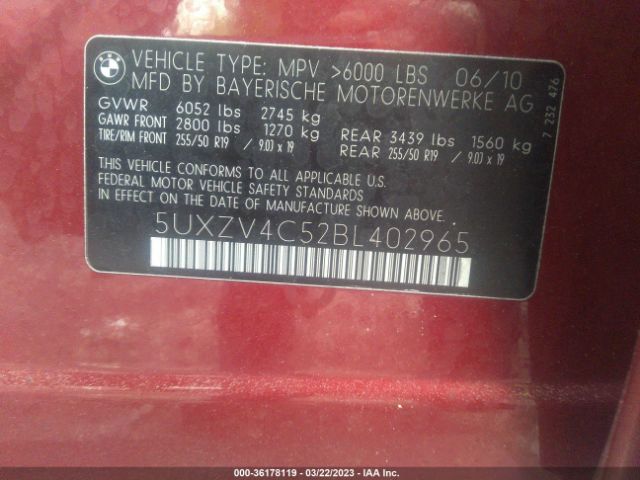 BMW
VEHICLE TYPE: MPV >6000 LBS 06/10
MFD BY BAYERISCHE MOTORENWERKE AG
GVWR 6052 lbs 2745 kg
GAWR FRONT 2800 lbs 1270 kg REAR 3439 lbs 1560 kg
TIRE/RIM FRONT 255/50 R19 / 9.0J x 19 REAR 255/50 R19 / 9.0J x 19
THIS VEHICLE CONFORMS TO ALL APPLICABLE U.S.
FEDERAL MOTOR VEHICLE SAFETY STANDARDS
IN EFFECT ON THE DATE OF MANUFACTURE SHOWN ABOVE.
5UXZV4C52BL402965
7 232 476
000-36178119 - 03/22/2023 - IAA Inc.